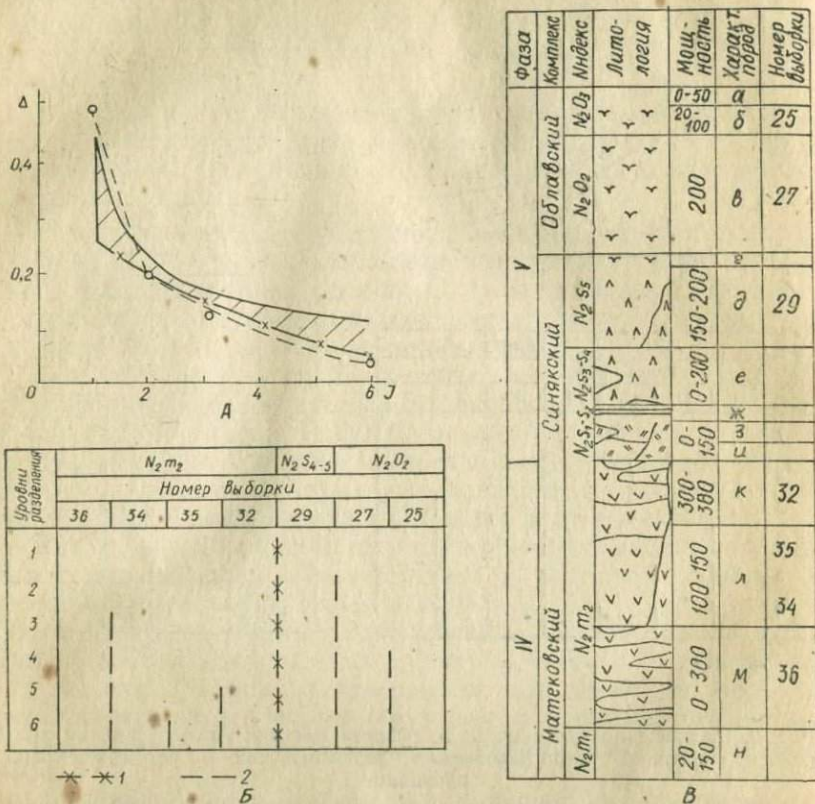 Δ
0,4
0,2
0 2 4 6 J
А
Уровни разделения
N₂m₂ N₂S₄₋₅ N₂O₂
Номер выборки
36 34 35 32 29 27 25
1
2
3
4
5
6
1 2
Б
Фаза Комплекс Индекс Лито-логия Мощ-ность Характ. пород Номер выборки
V
IV
Облавский
Синякский
Матековский
N₂O₃
N₂O₂
N₂S₅
N₂S₃-S₄
N₂S₁-S₂
N₂m₂
N₂m₁
0-50 а
20-100 б 25
200 в 27
г
150-200 д 29
0-200 е
ж
0-150 з
и
300-380 к 32
100-150 л 35
34
0-300 м 36
20-150 н
В